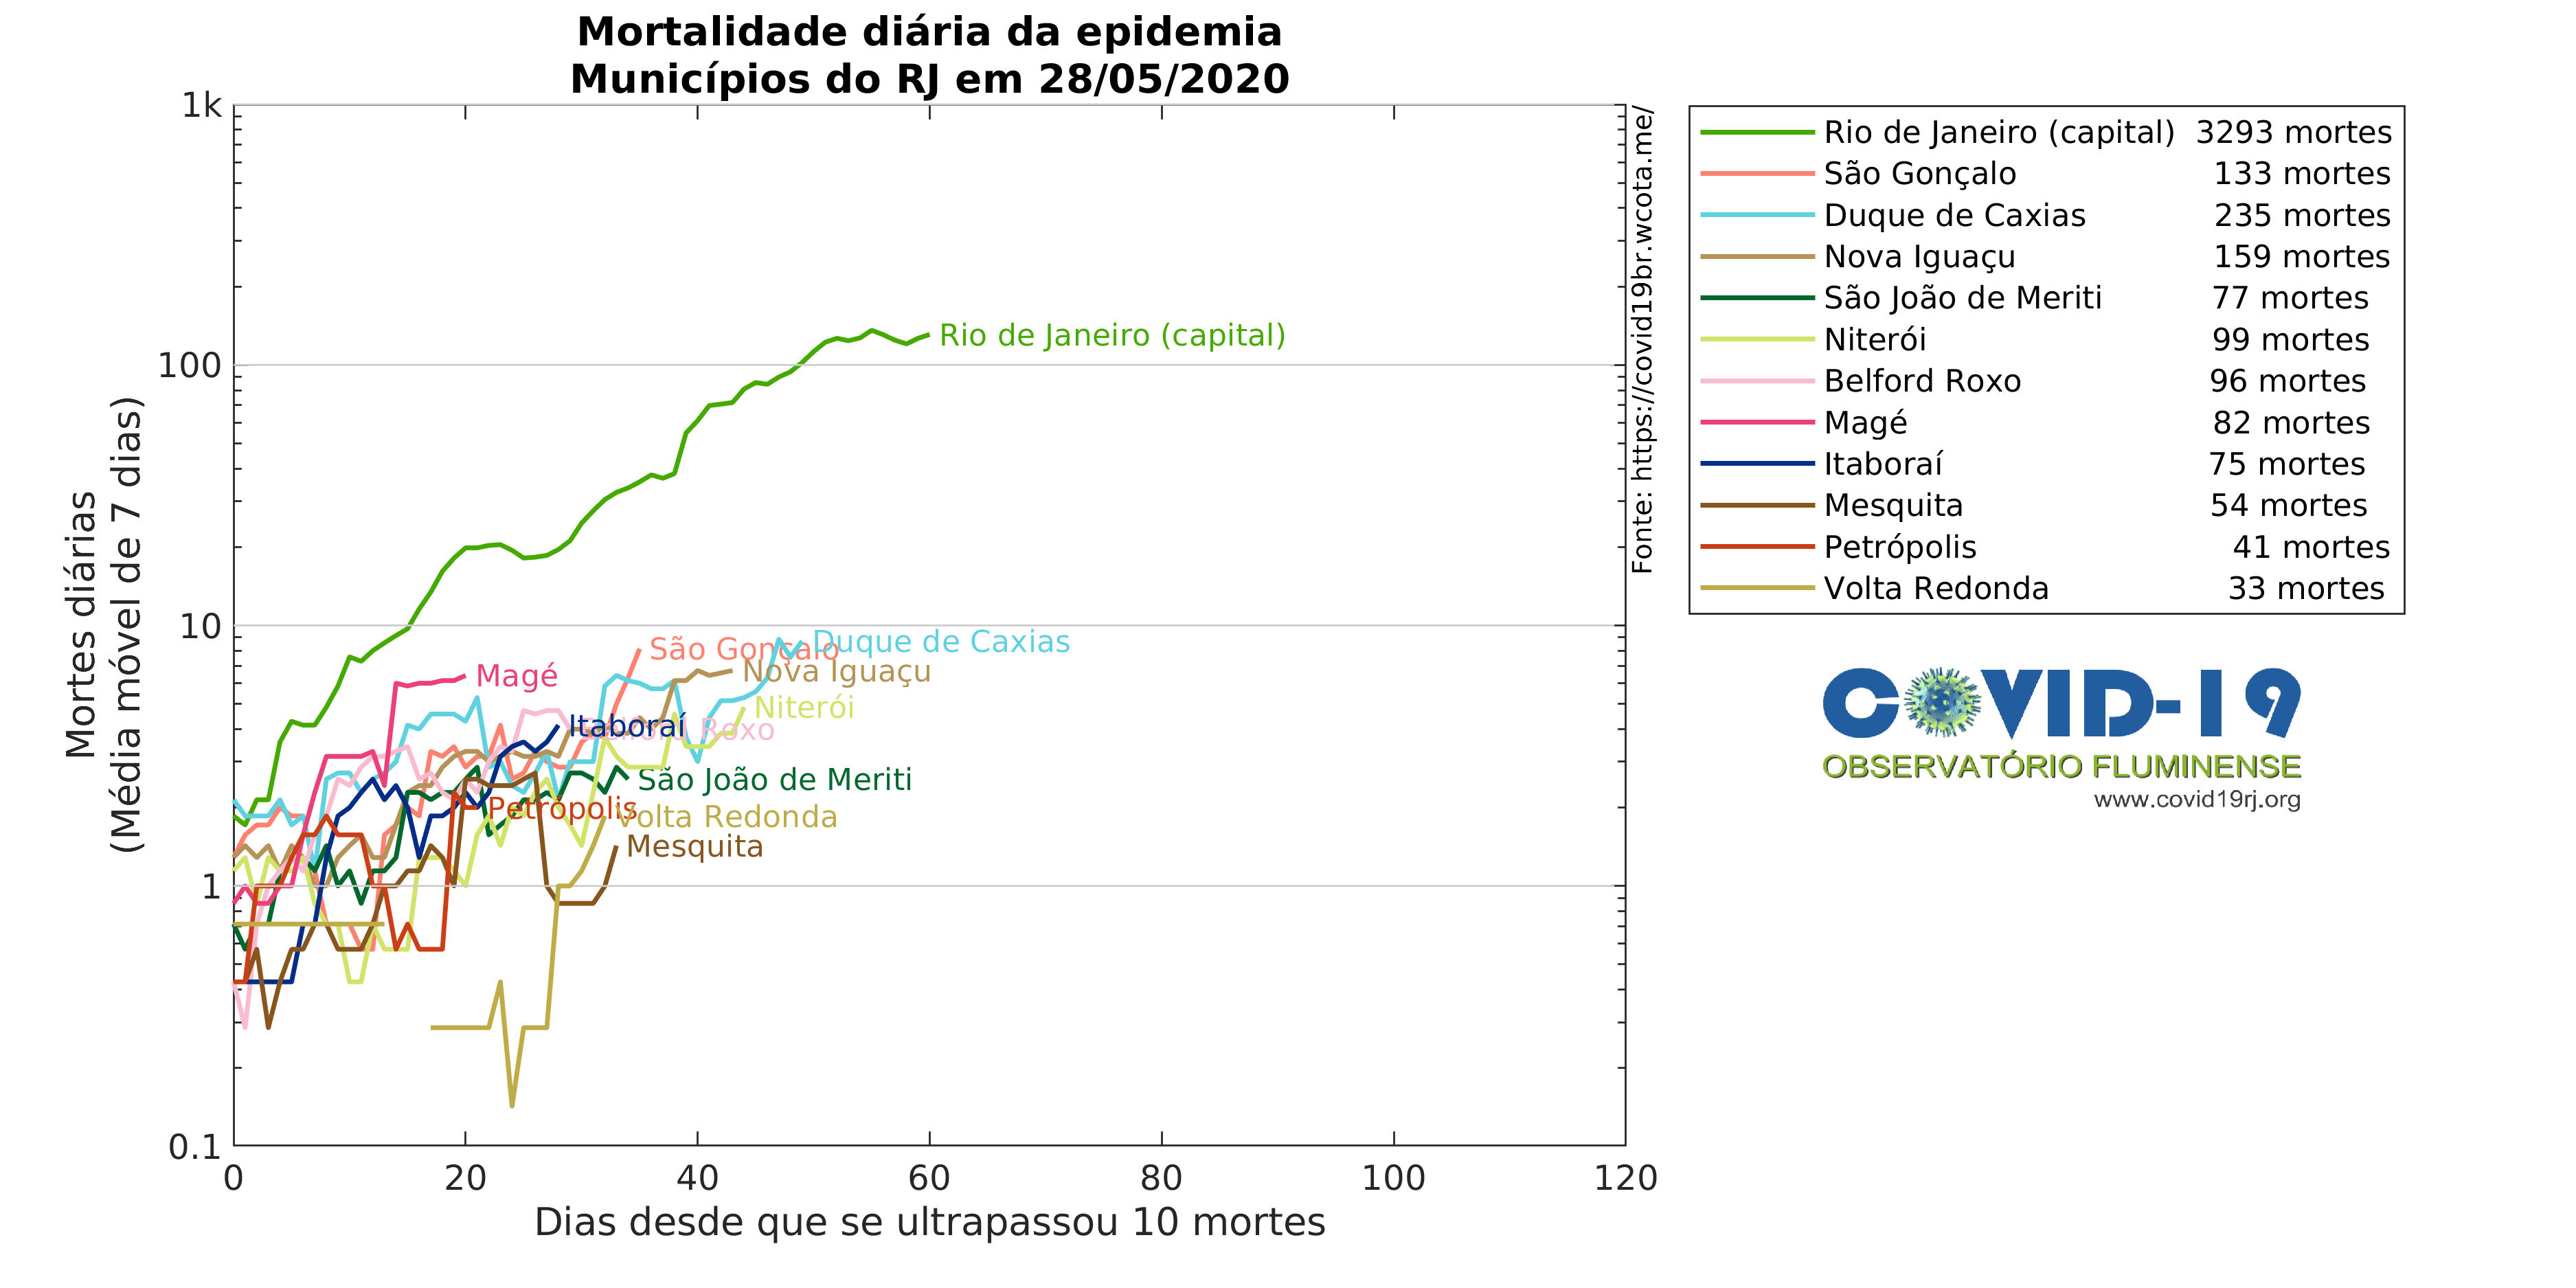 Mortalidade diária da epidemia
Municípios do RJ em 28/05/2020
Mortes diárias
(Média móvel de 7 dias)
1k
100
10
1
0.1
0
20
40
60
80
100
120
Dias desde que se ultrapassou 10 mortes
Rio de Janeiro (capital)
São Gonçalo
Duque de Caxias
Nova Iguaçu
Magé
Niterói
Itaboraí
Belford Roxo
São João de Meriti
Petrópolis
Volta Redonda
Mesquita
Fonte: https://covid19br.wcota.me/
Rio de Janeiro (capital) 3293 mortes
São Gonçalo 133 mortes
Duque de Caxias 235 mortes
Nova Iguaçu 159 mortes
São João de Meriti 77 mortes
Niterói 99 mortes
Belford Roxo 96 mortes
Magé 82 mortes
Itaboraí 75 mortes
Mesquita 54 mortes
Petrópolis 41 mortes
Volta Redonda 33 mortes
COVID-19
OBSERVATÓRIO FLUMINENSE
www.covid19rj.org